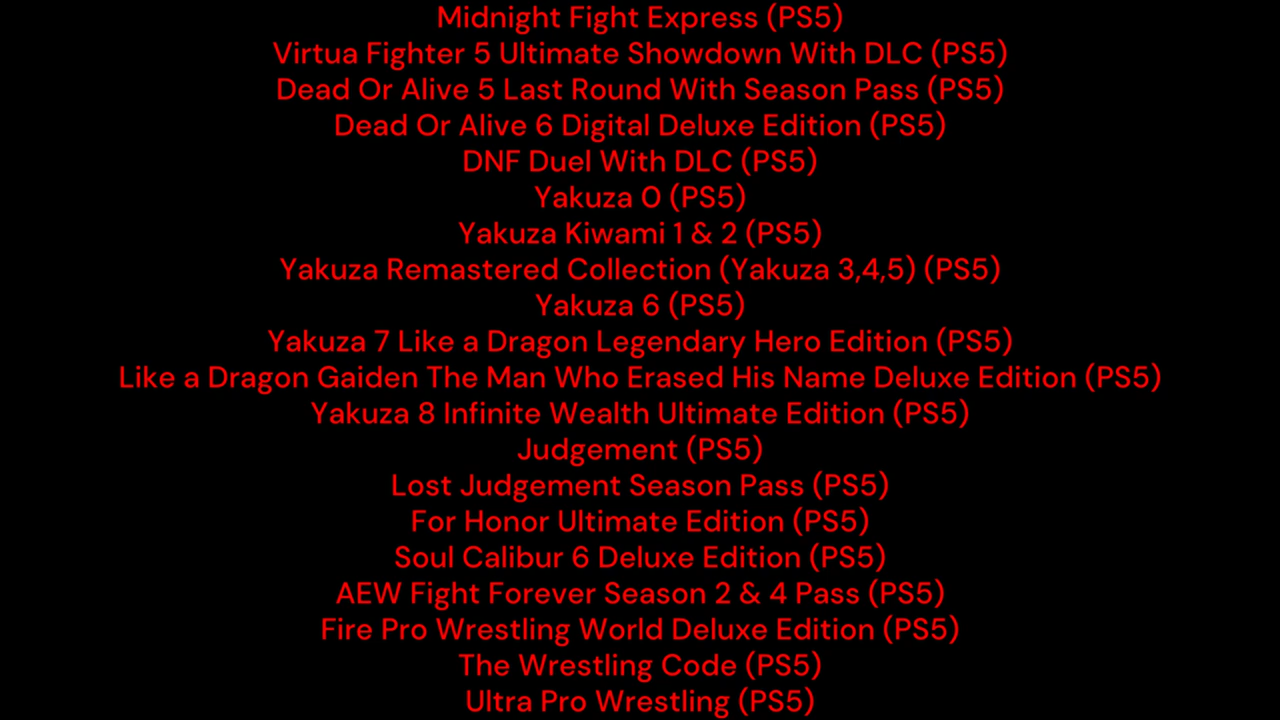 Midnight Fight Express (PS5)
Virtua Fighter 5 Ultimate Showdown With DLC (PS5)
Dead Or Alive 5 Last Round With Season Pass (PS5)
Dead Or Alive 6 Digital Deluxe Edition (PS5)
DNF Duel With DLC (PS5)
Yakuza 0 (PS5)
Yakuza Kiwami 1 & 2 (PS5)
Yakuza Remastered Collection (Yakuza 3,4,5) (PS5)
Yakuza 6 (PS5)
Yakuza 7 Like a Dragon Legendary Hero Edition (PS5)
Like a Dragon Gaiden The Man Who Erased His Name Deluxe Edition (PS5)
Yakuza 8 Infinite Wealth Ultimate Edition (PS5)
Judgement (PS5)
Lost Judgement Season Pass (PS5)
For Honor Ultimate Edition (PS5)
Soul Calibur 6 Deluxe Edition (PS5)
AEW Fight Forever Season 2 & 4 Pass (PS5)
Fire Pro Wrestling World Deluxe Edition (PS5)
The Wrestling Code (PS5)
Ultra Pro Wrestling (PS5)